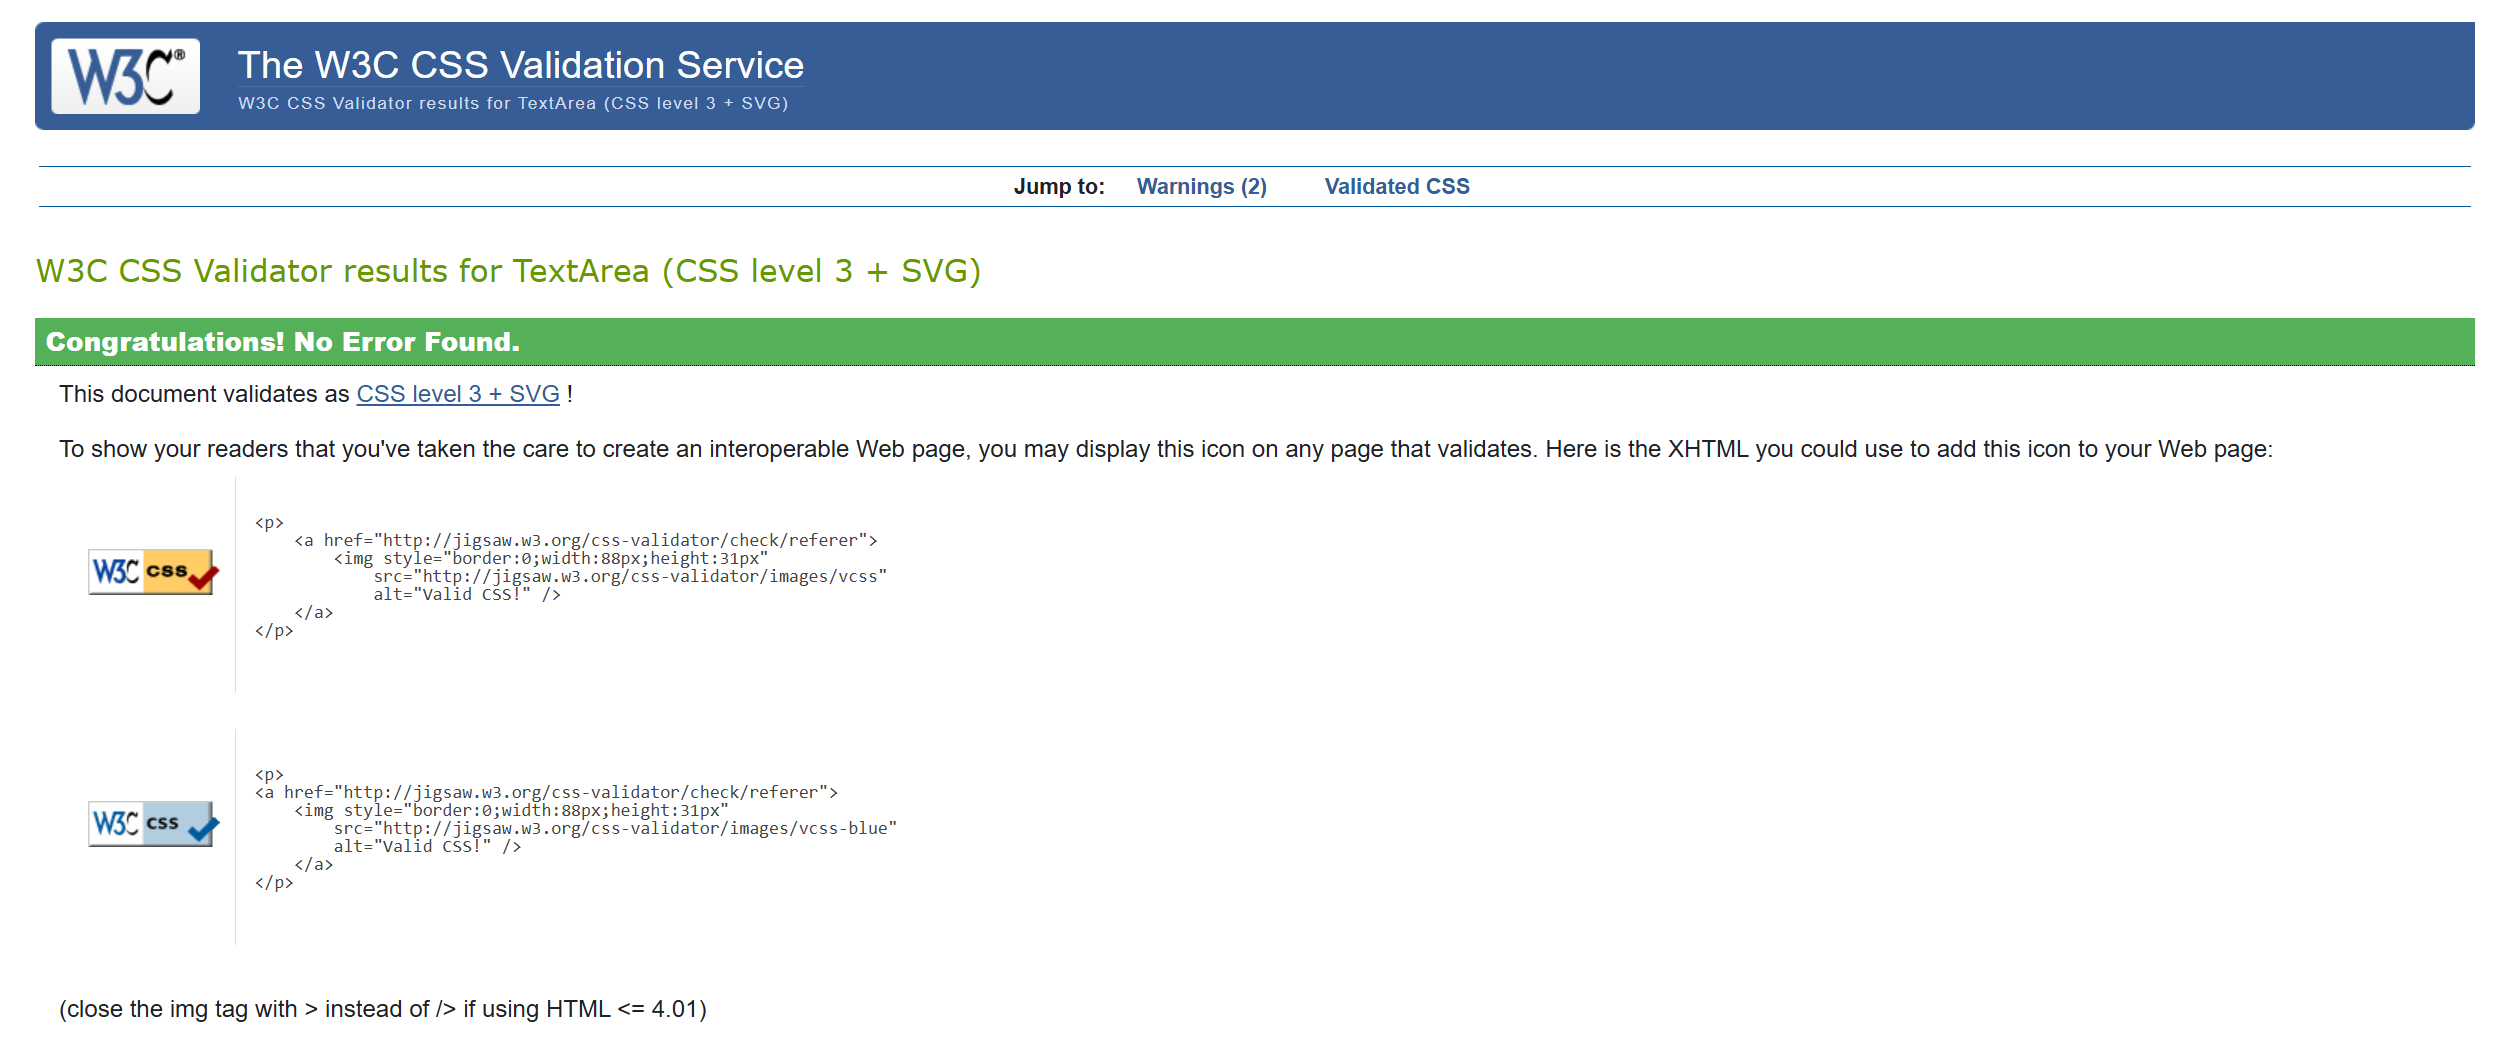 W3C®
The W3C CSS Validation Service
W3C CSS Validator results for TextArea (CSS level 3 + SVG)
Jump to: Warnings (2) Validated CSS
W3C CSS Validator results for TextArea (CSS level 3 + SVG)
Congratulations! No Error Found.
This document validates as CSS level 3 + SVG !
To show your readers that you've taken the care to create an interoperable Web page, you may display this icon on any page that validates. Here is the XHTML you could use to add this icon to your Web page:
W3C css
<p>
<a href="http://jigsaw.w3.org/css-validator/check/referer">
<img style="border:0;width:88px;height:31px"
src="http://jigsaw.w3.org/css-validator/images/vcss"
alt="Valid CSS!" />
</a>
</p>
W3C css
<p>
<a href="http://jigsaw.w3.org/css-validator/check/referer">
<img style="border:0;width:88px;height:31px"
src="http://jigsaw.w3.org/css-validator/images/vcss-blue"
alt="Valid CSS!" />
</a>
</p>
(close the img tag with > instead of /> if using HTML <= 4.01)